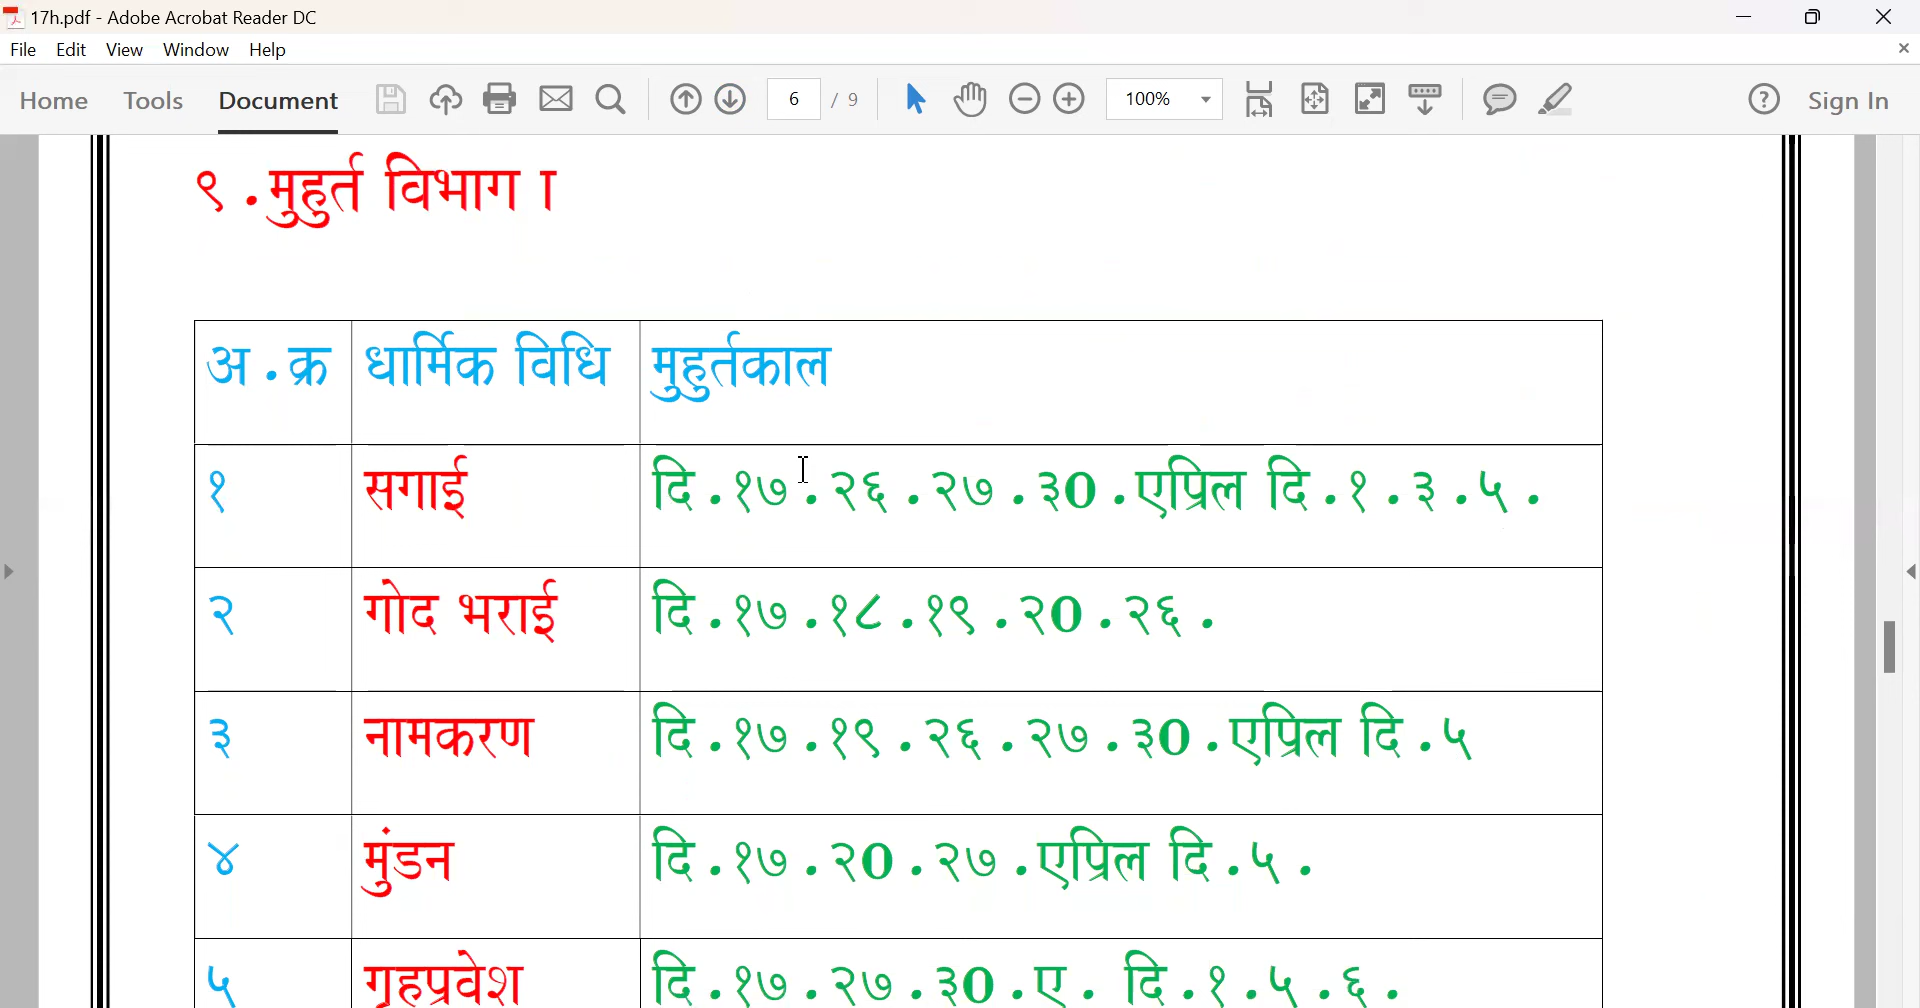 17h.pdf - Adobe Acrobat Reader DC
File Edit View Window Help
Home Tools Document 6 / 9 100% Sign In
९ .मुहुर्त विभाग ।
अ .क्र धार्मिक विधि मुहुर्तकाल
१ सगाई दि .१७ .२६ .२७ .३0 .एप्रिल दि .१ .३ .५ .
२ गोद भराई दि .१७ .१८ .१९ .२0 .२६ .
३ नामकरण दि .१७ .१९ .२६ .२७ .३0 .एप्रिल दि .५
४ मुंडन दि .१७ .२0 .२७ .एप्रिल दि .५ .
५ गृहप्रवेश दि .१७ .२७ .३0 .ए . दि .१ .५ .६ .